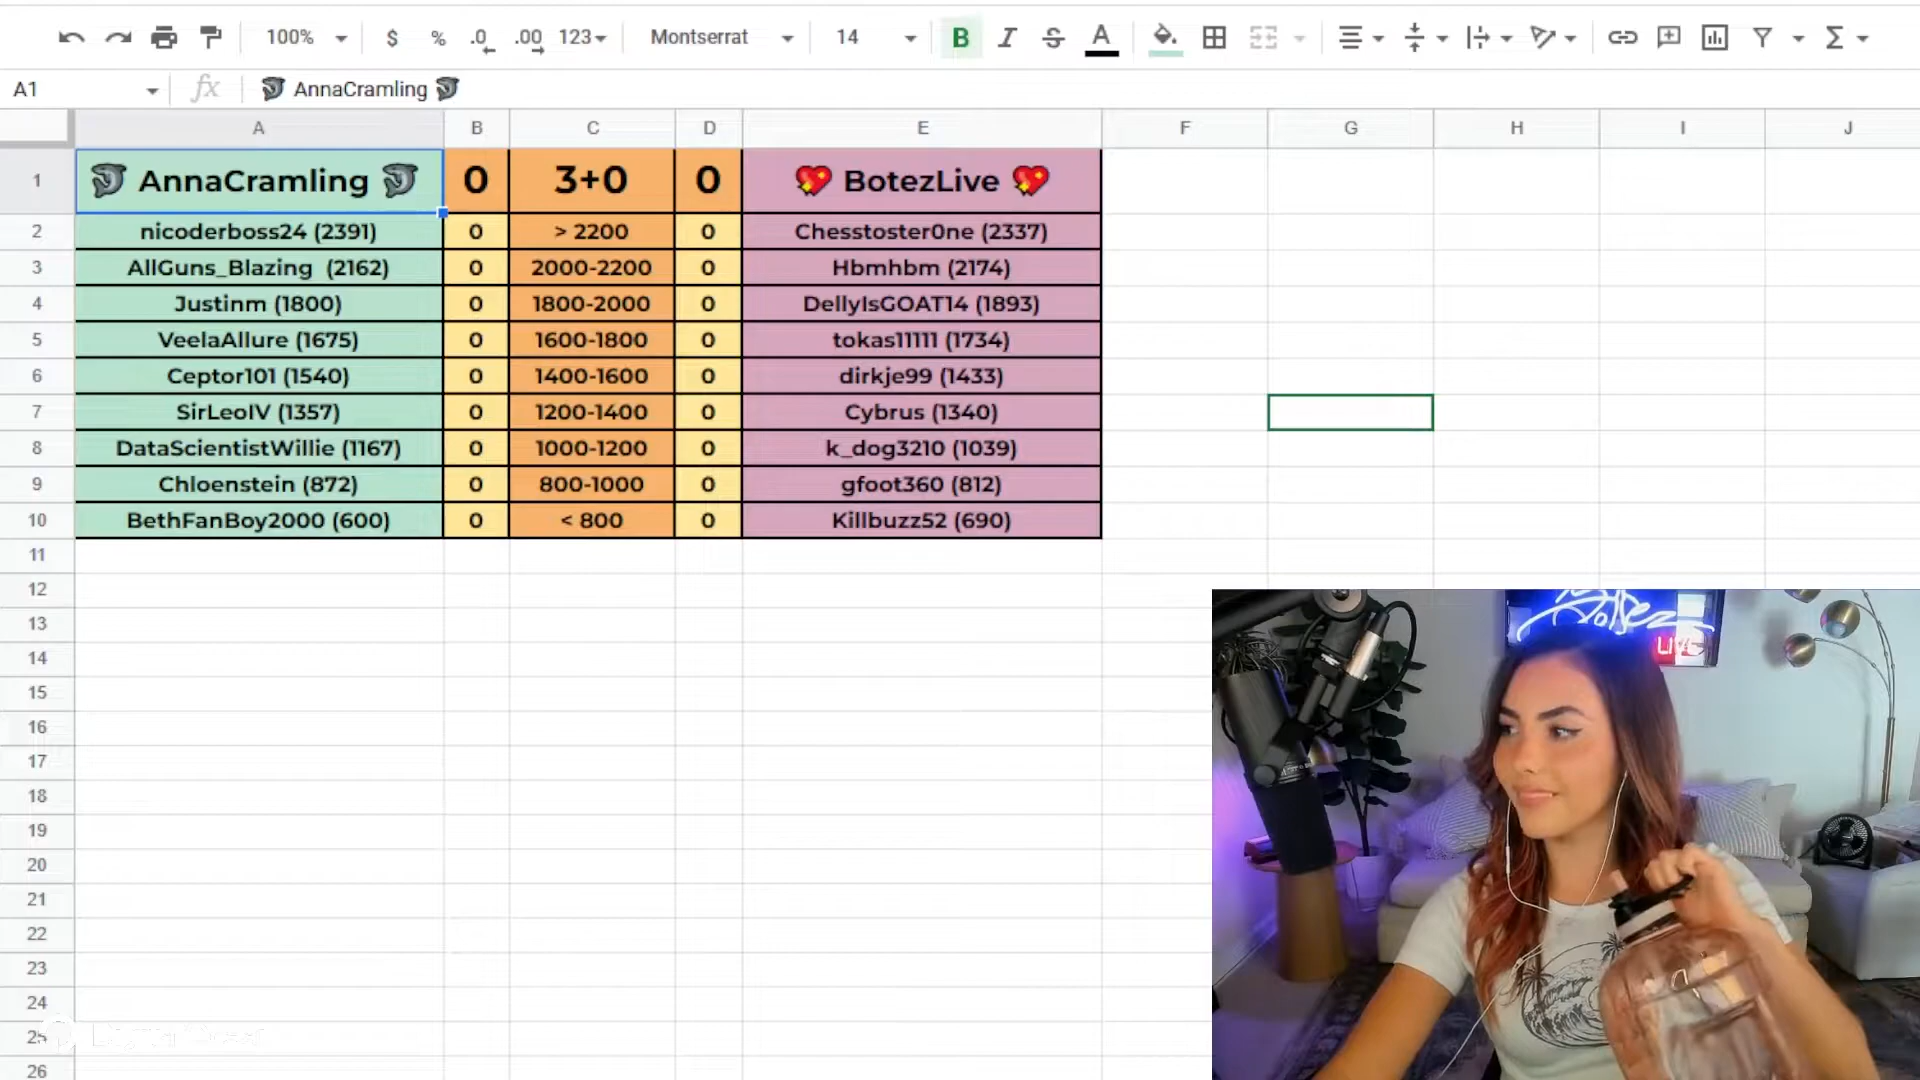 100% $ % .0 .00 123 Montserrat 14 B I S A Σ
A1 fx AnnaCramling
A B C D E F G H I J
1 AnnaCramling 0 3+0 0 BotezLive
2 nicoderboss24 (2391) 0 > 2200 0 Chesstoster0ne (2337)
3 AllGuns_Blazing (2162) 0 2000-2200 0 Hbmhbm (2174)
4 Justinm (1800) 0 1800-2000 0 DellyIsGOAT14 (1893)
5 VeelaAllure (1675) 0 1600-1800 0 tokas11111 (1734)
6 Ceptor101 (1540) 0 1400-1600 0 dirkje99 (1433)
7 SirLeoIV (1357) 0 1200-1400 0 Cybrus (1340)
8 DataScientistWillie (1167) 0 1000-1200 0 k_dog3210 (1039)
9 Chloenstein (872) 0 800-1000 0 gfoot360 (812)
10 BethFanBoy2000 (600) 0 < 800 0 Killbuzz52 (690)
11
12
13
14
15
16
17
18
19
20
21
22
23
24
25
26
LIVE